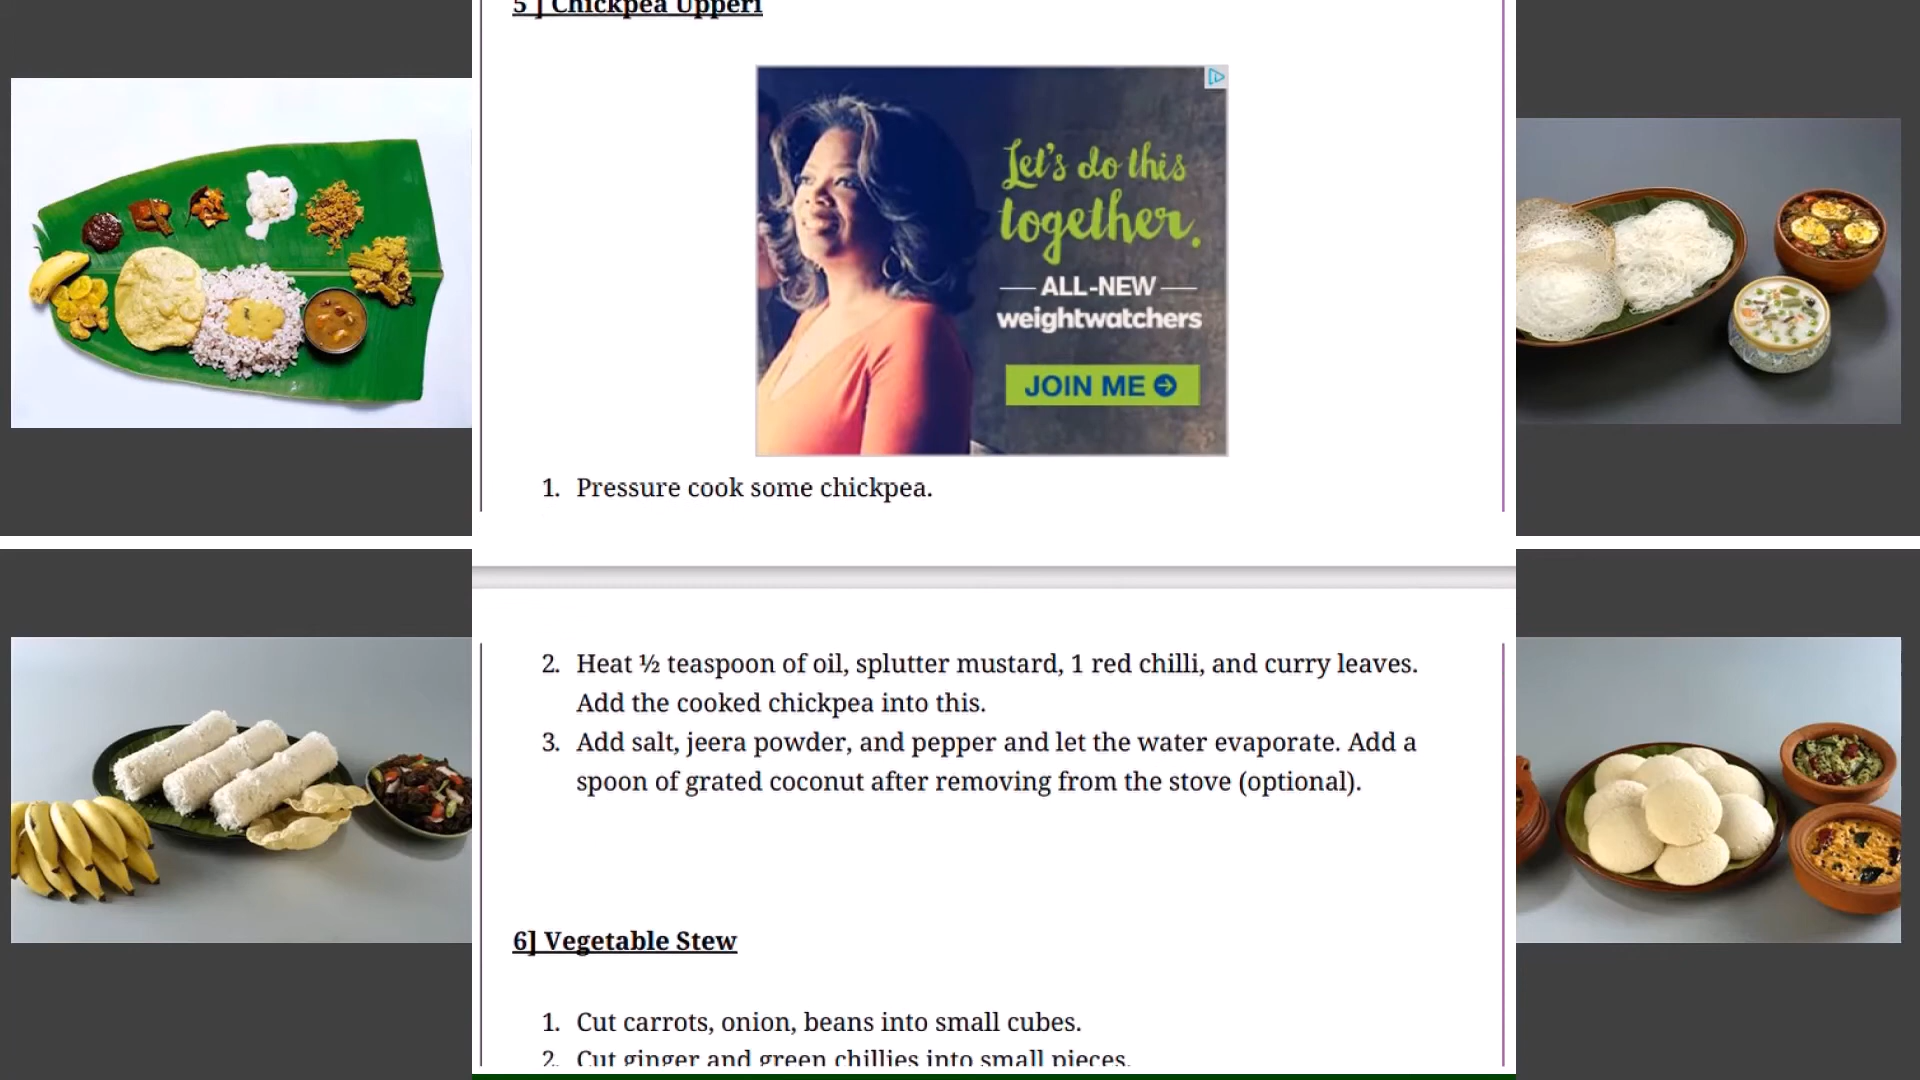 5 ] Chickpea Upperi
Let's do this
together.
ALL-NEW
weightwatchers
JOIN ME
1. Pressure cook some chickpea.
2. Heat ½ teaspoon of oil, splutter mustard, 1 red chilli, and curry leaves.
Add the cooked chickpea into this.
3. Add salt, jeera powder, and pepper and let the water evaporate. Add a
spoon of grated coconut after removing from the stove (optional).
6] Vegetable Stew
1. Cut carrots, onion, beans into small cubes.
2. Cut ginger and green chillies into small pieces.